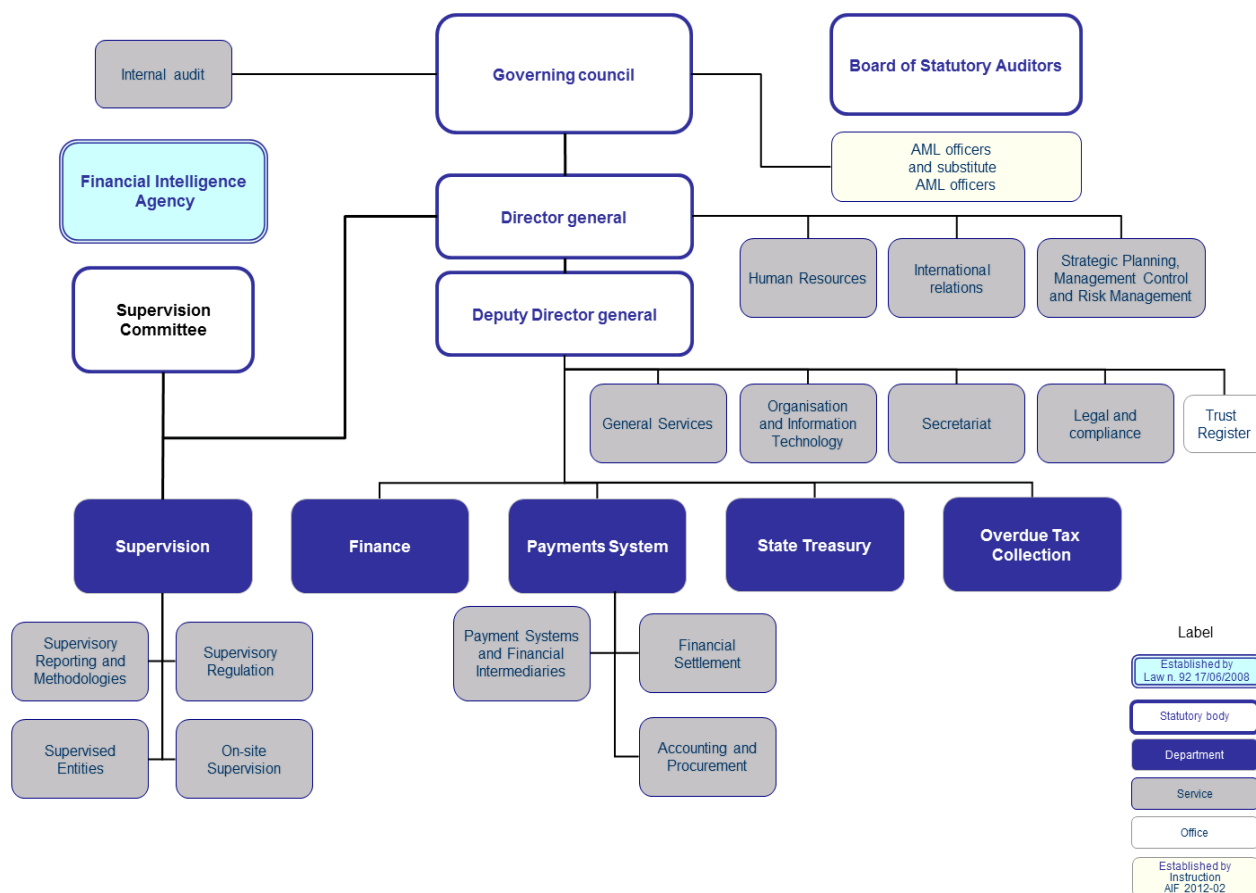 Internal audit
Governing council
Board of Statutory Auditors
AML officers
and substitute
AML officers
Financial Intelligence
Agency
Director general
Human Resources
International
relations
Strategic Planning,
Management Control
and Risk Management
Supervision
Committee
Deputy Director general
General Services
Organisation
and Information
Technology
Secretariat
Legal and
compliance
Trust
Register
Supervision
Finance
Payments System
State Treasury
Overdue Tax
Collection
Supervisory
Reporting and
Methodologies
Supervisory
Regulation
Payment Systems
and Financial
Intermediaries
Financial
Settlement
Supervised
Entities
On-site
Supervision
Accounting and
Procurement
Label
Established by
Law n. 92 17/06/2008
Statutory body
Department
Service
Office
Established by
Instruction
AIF 2012-02